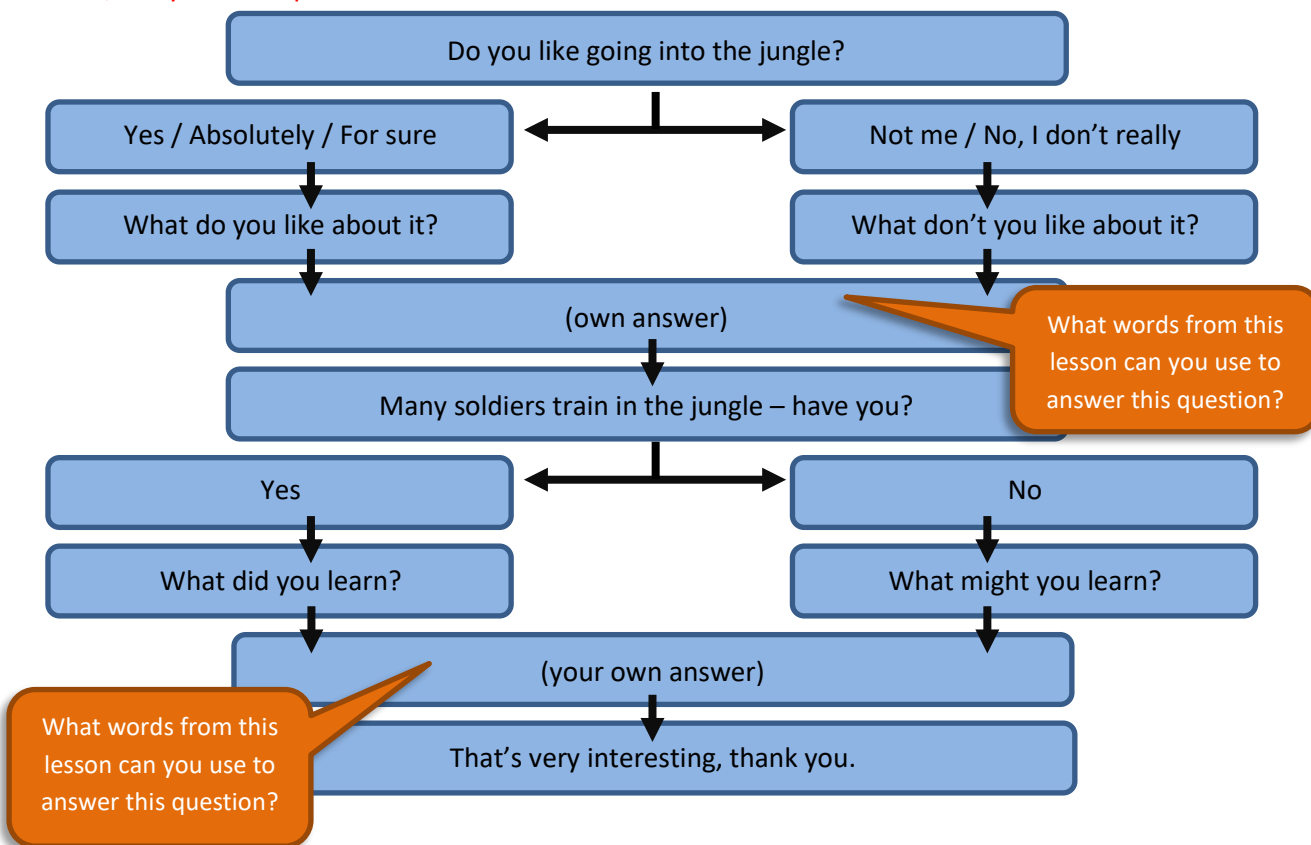 Do you like going into the jungle?
Yes / Absolutely / For sure
Not me / No, I don’t really
What do you like about it?
What don’t you like about it?
(own answer)
What words from this
lesson can you use to
answer this question?
Many soldiers train in the jungle – have you?
Yes
No
What did you learn?
What might you learn?
(your own answer)
What words from this
lesson can you use to
answer this question?
That’s very interesting, thank you.